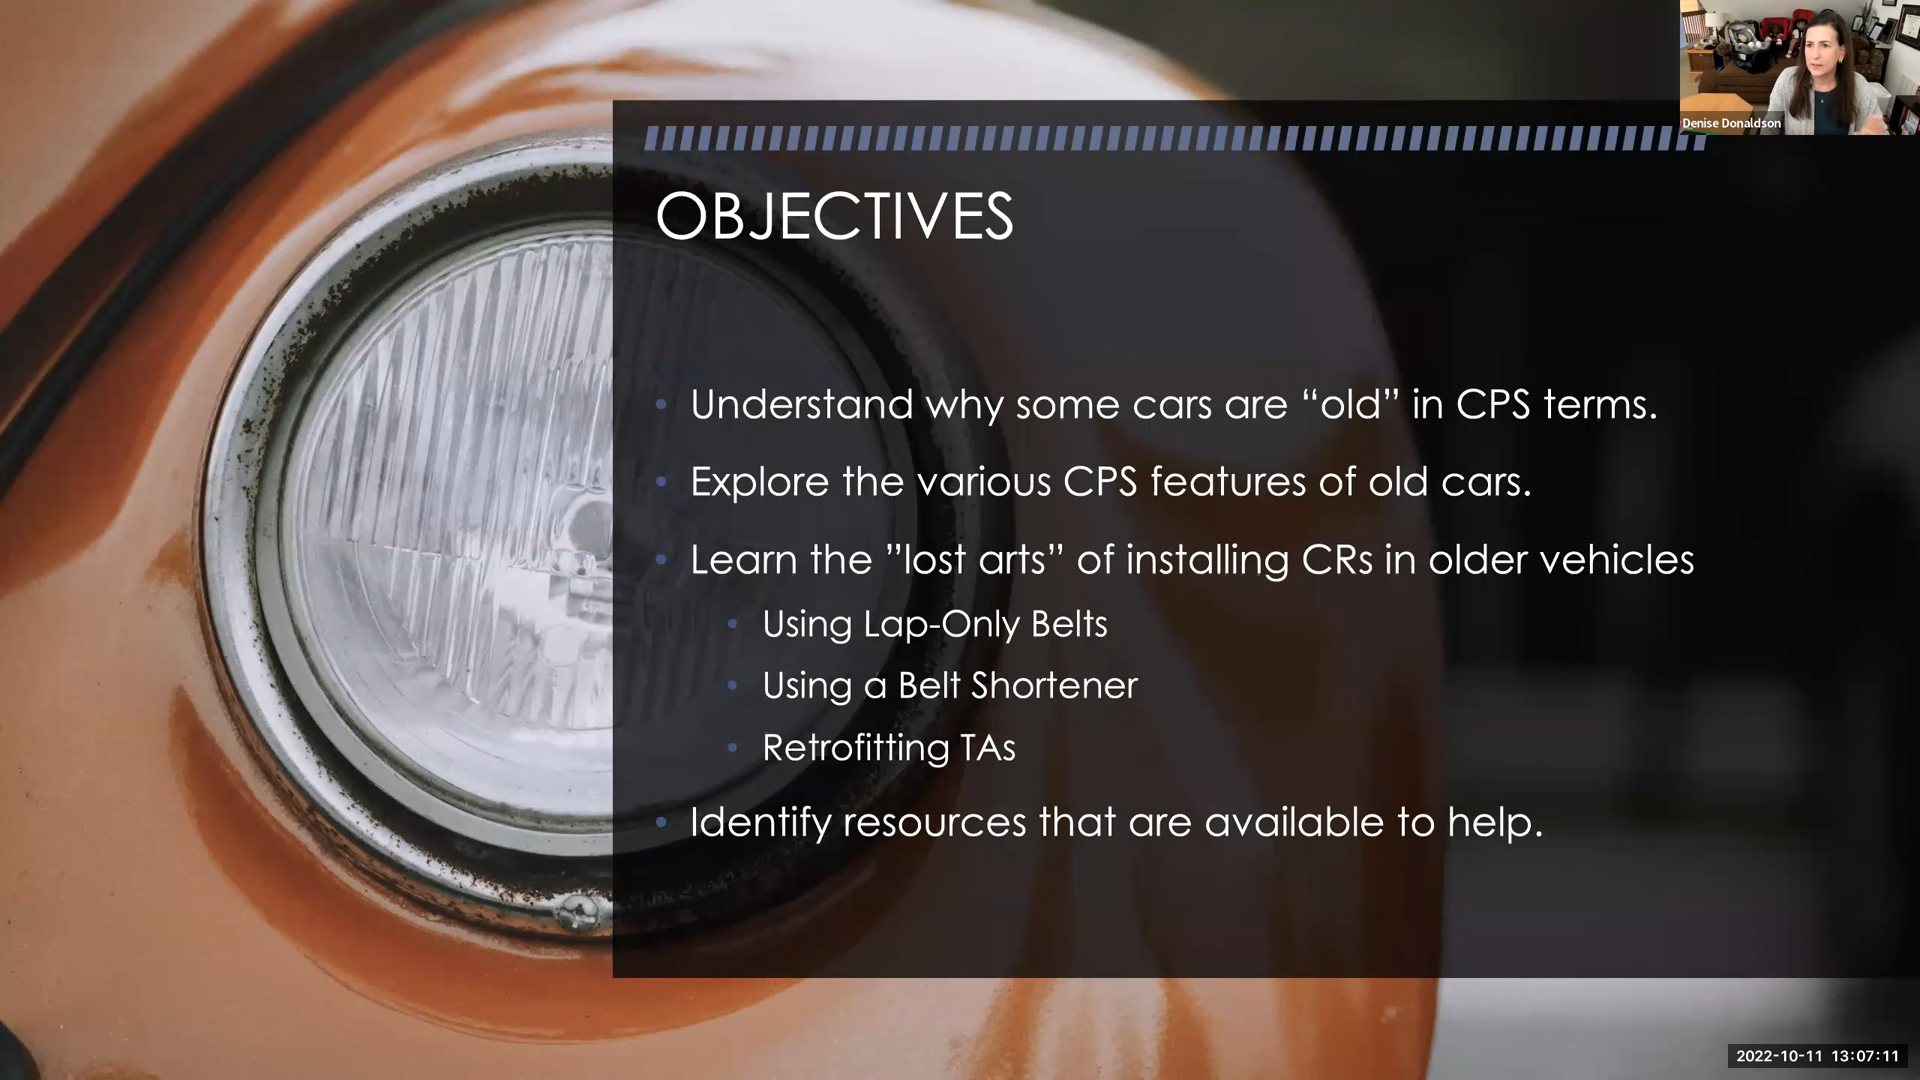 Denise Donaldson
OBJECTIVES
Understand why some cars are “old” in CPS terms.
Explore the various CPS features of old cars.
Learn the ”lost arts” of installing CRs in older vehicles
Using Lap-Only Belts
Using a Belt Shortener
Retrofitting TAs
Identify resources that are available to help.
2022-10-11 13:07:11